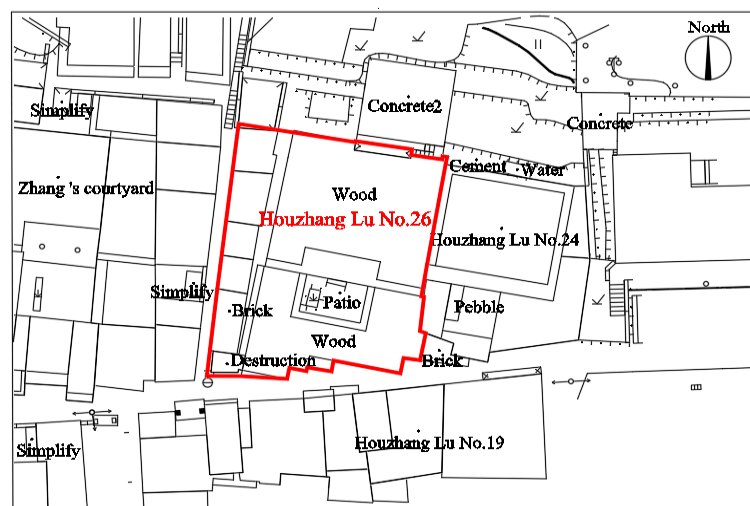 North
Simplify
Concrete2
Concrete
Zhang 's courtyard
Wood
Cement
Water
Houzhang Lu No.26
Houzhang Lu No.24
Simplify
Brick
Patio
Pebble
Wood
Destruction
Brick
Simplify
Houzhang Lu No.19